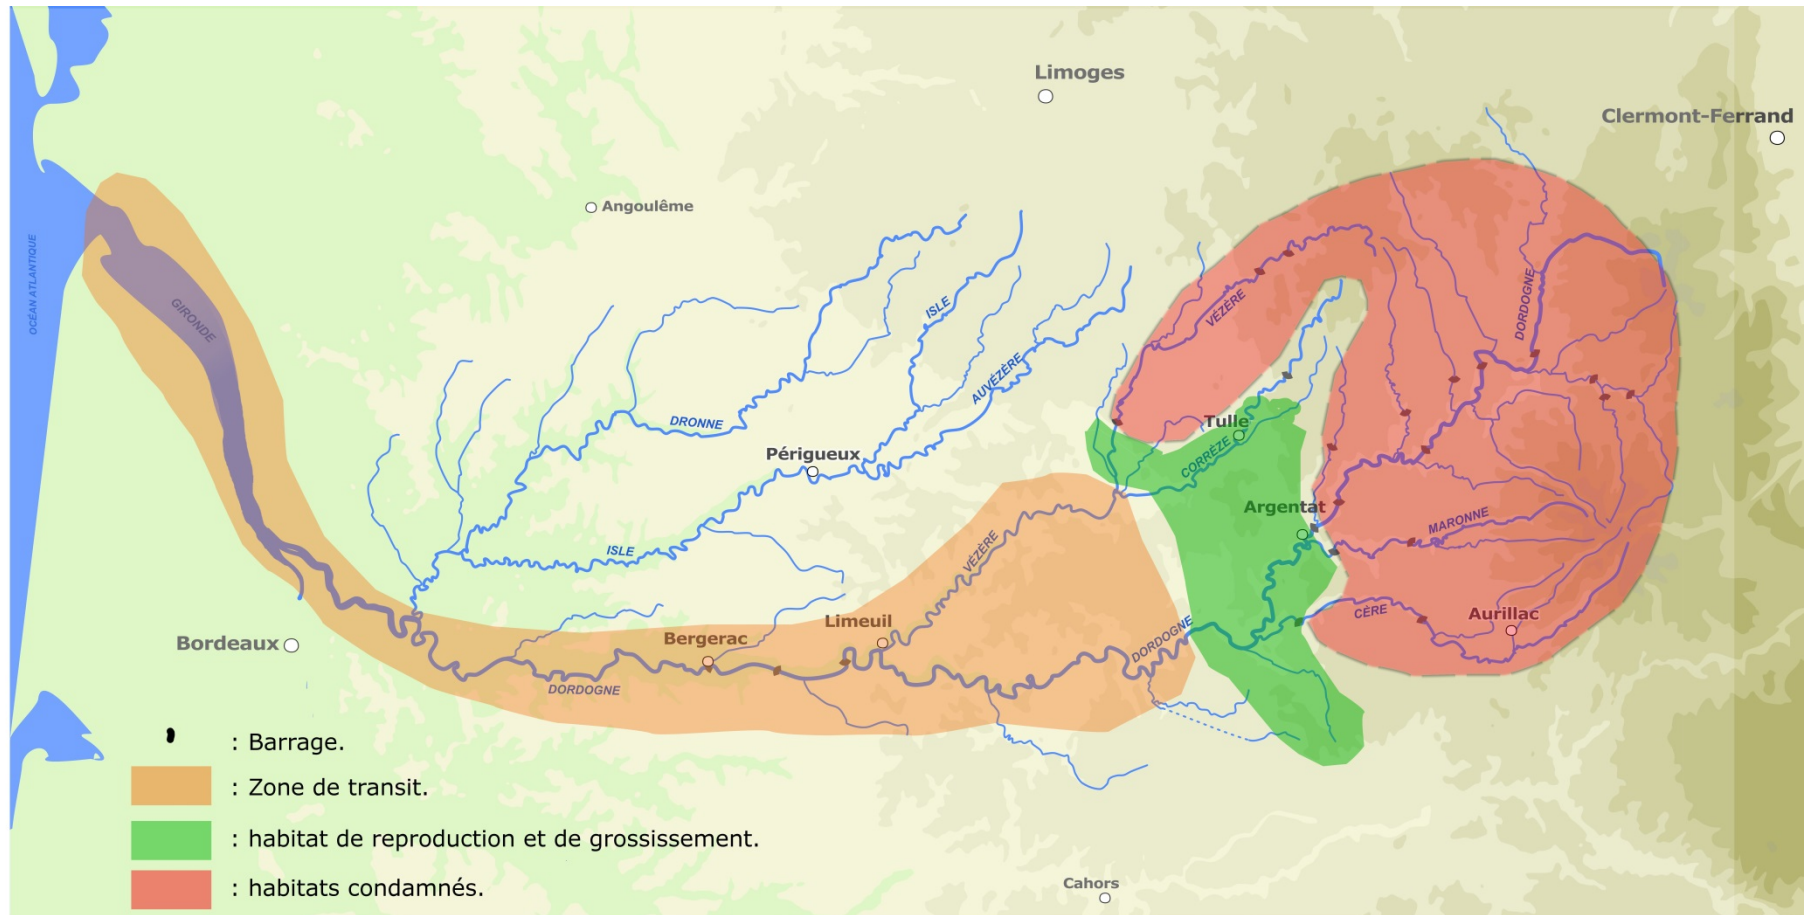 Limoges
Clermont-Ferrand
Angoulême
OCÉAN ATLANTIQUE
GIRONDE
ISLE
VÉZÈRE
DORDOGNE
AUVÉZÈRE
DRONNE
Tulle
Périgueux
CORRÈZE
Argentat
MARONNE
ISLE
VÉZÈRE
CÈRE
Aurillac
Limeuil
Bergerac
Bordeaux
DORDOGNE
DORDOGNE
: Barrage.
: Zone de transit.
: habitat de reproduction et de grossissement.
: habitats condamnés.
Cahors